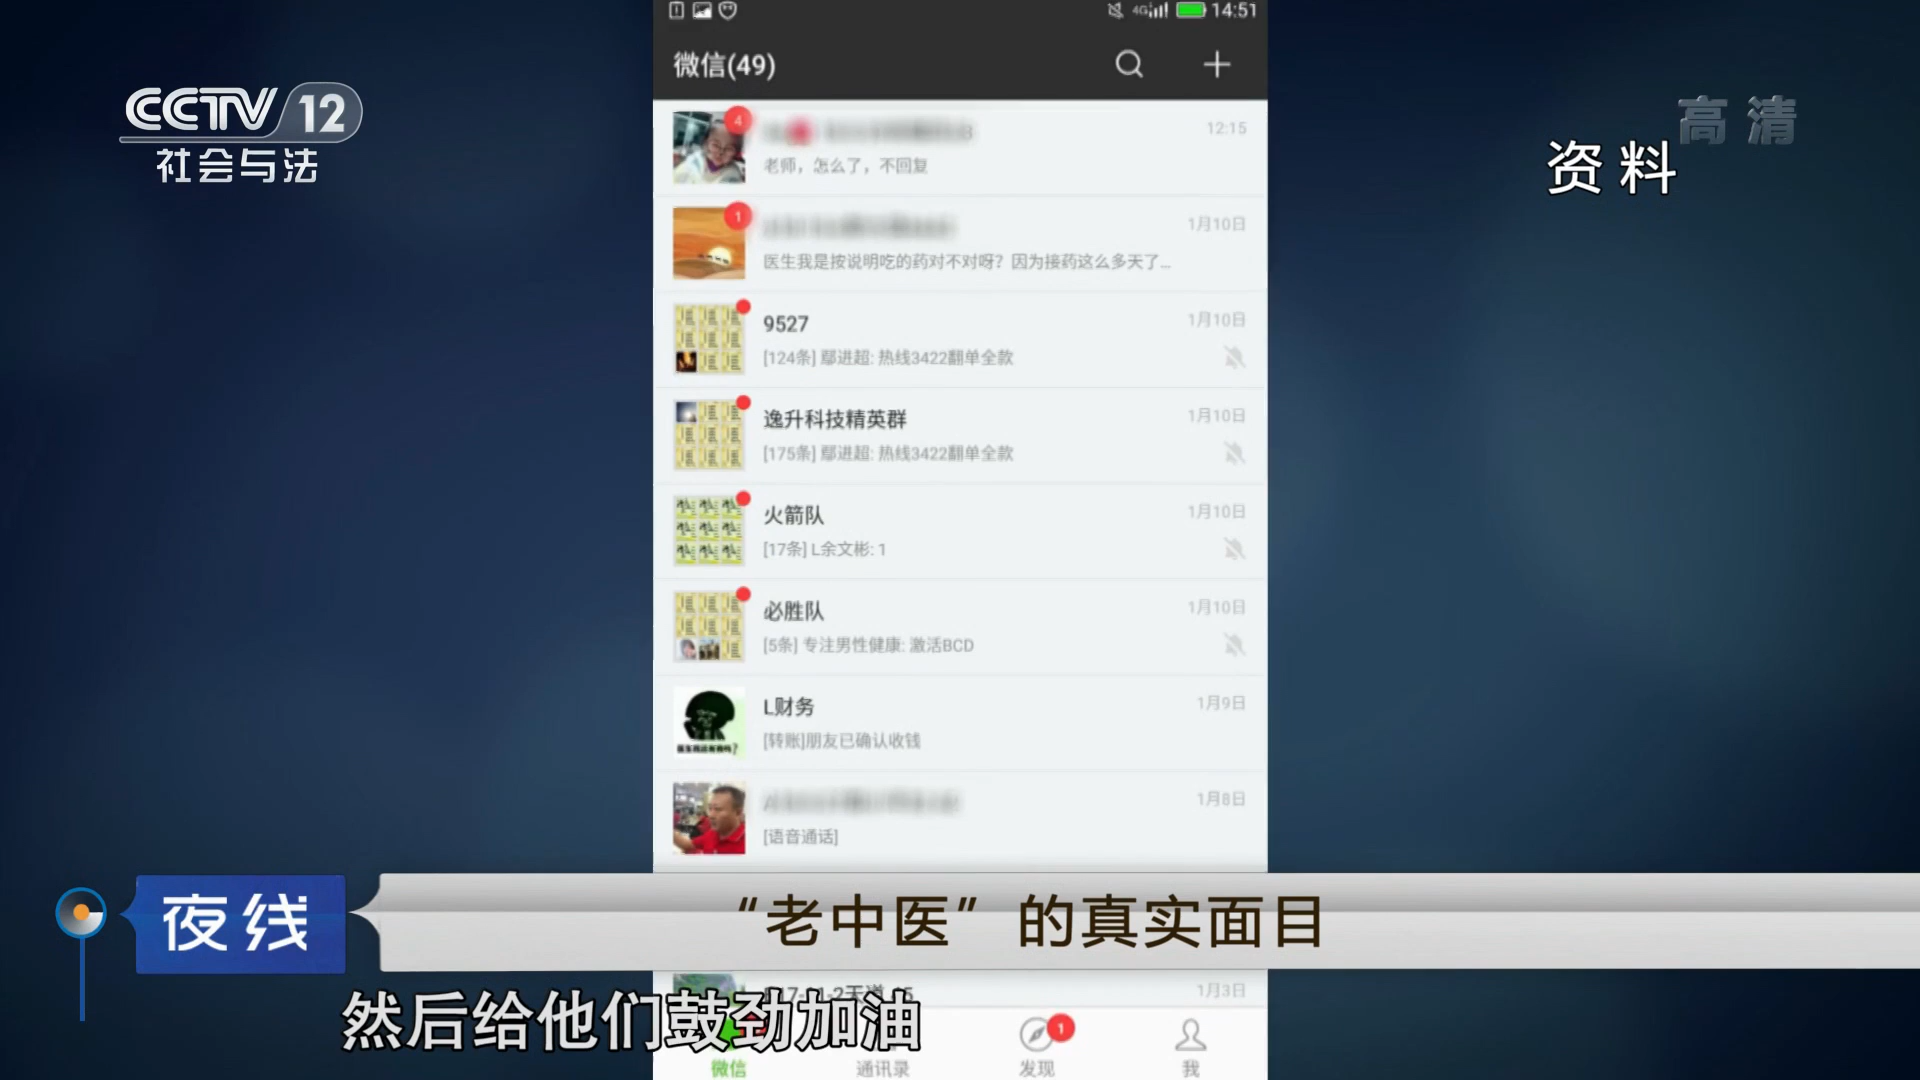 14:51
微信(49)
CCTV 12
社会与法
高清
资料
4
12:15
老师，怎么了，不回复
1
1月10日
医生我是按说明吃的药对不对呀？因为接药这么多天了...
9527
1月10日
[124条] 鄢进超: 热线3422翻单全款
逸升科技精英群
1月10日
[175条] 鄢进超: 热线3422翻单全款
火箭队
1月10日
[17条] L余文彬: 1
必胜队
1月10日
[5条] 专注男性健康: 激活BCD
L财务
1月9日
[转账]朋友已确认收钱
1月8日
[语音通话]
夜线
“老中医”的真实面目
1月3日
然后给他们鼓劲加油
1
微信
通讯录
发现
我